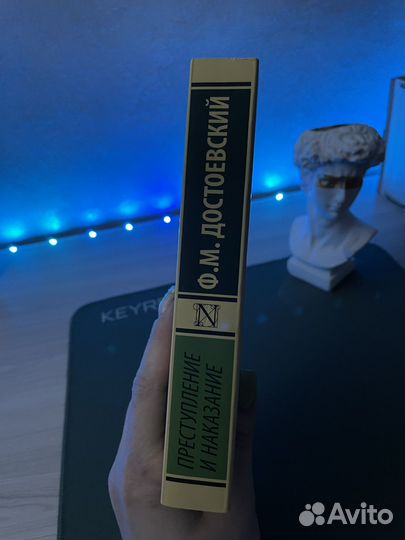 Ф.М. ДОСТОЕВСКИЙ
N
ПРЕСТУПЛЕНИЕ
И НАКАЗАНИЕ
KEYR
Avito